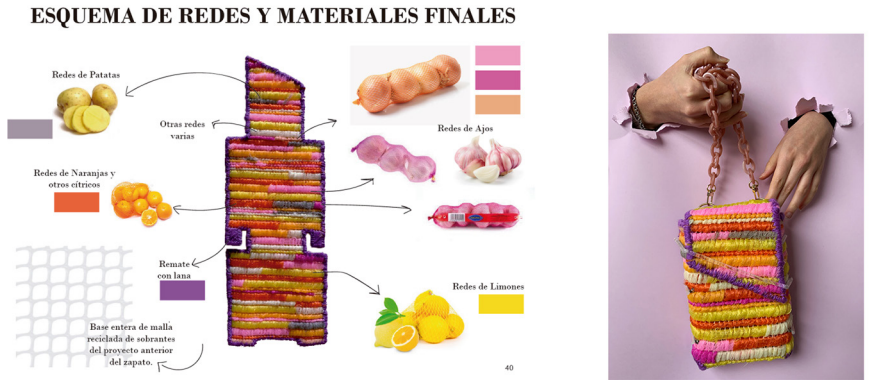 ESQUEMA DE REDES Y MATERIALES FINALES
Redes de Patatas
Otras redes
varias
Redes de Ajos
Redes de Naranjas y
otros cítricos
Remate
con lana
Redes de Limones
Base entera de malla
reciclada de sobrantes
del proyecto anterior
del zapato.
40